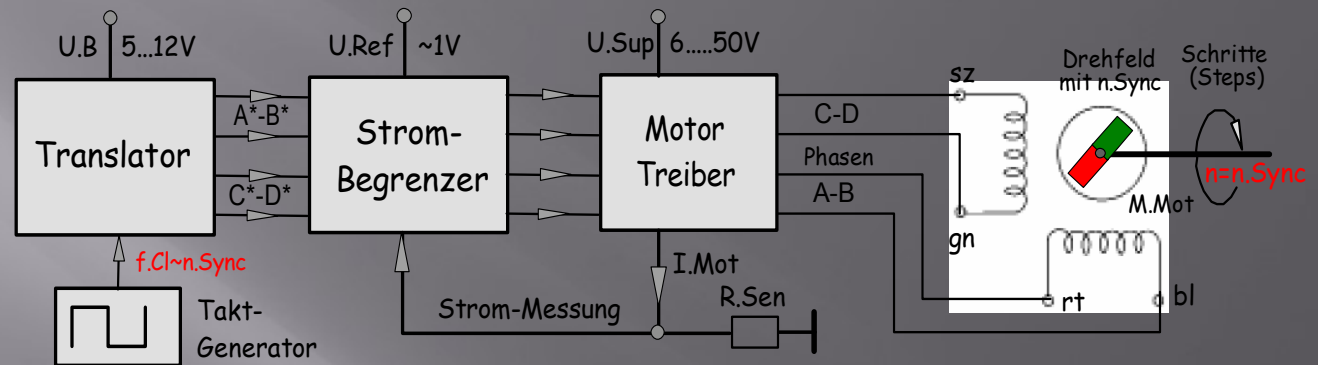 U.B 5...12V
U.Ref ~1V
U.Sup 6.....50V
Translator
A*-B*
C*-D*
Strom-
Begrenzer
Motor
Treiber
C-D
Phasen
A-B
sz
gn
rt
bl
Drehfeld
mit n.Sync
Schritte
(Steps)
n=n.Sync
M.Mot
f.Cl~n.Sync
Takt-
Generator
Strom-Messung
I.Mot
R.Sen